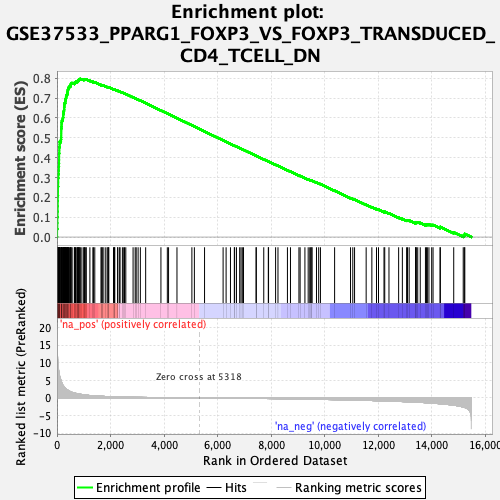 Enrichment plot:
GSE37533_PPARG1_FOXP3_VS_FOXP3_TRANSDUCED_
CD4_TCELL_DN
Enrichment score (ES)
0.8
0.7
0.6
0.5
0.4
0.3
0.2
0.1
0.0
'na_pos' (positively correlated)
Ranked list metric (PreRanked)
20
15
10
5
0
-5
-10
Zero cross at 5318
'na_neg' (negatively correlated)
0
2,000
4,000
6,000
8,000
10,000
12,000
14,000
16,000
Rank in Ordered Dataset
Enrichment profile
Hits
Ranking metric scores